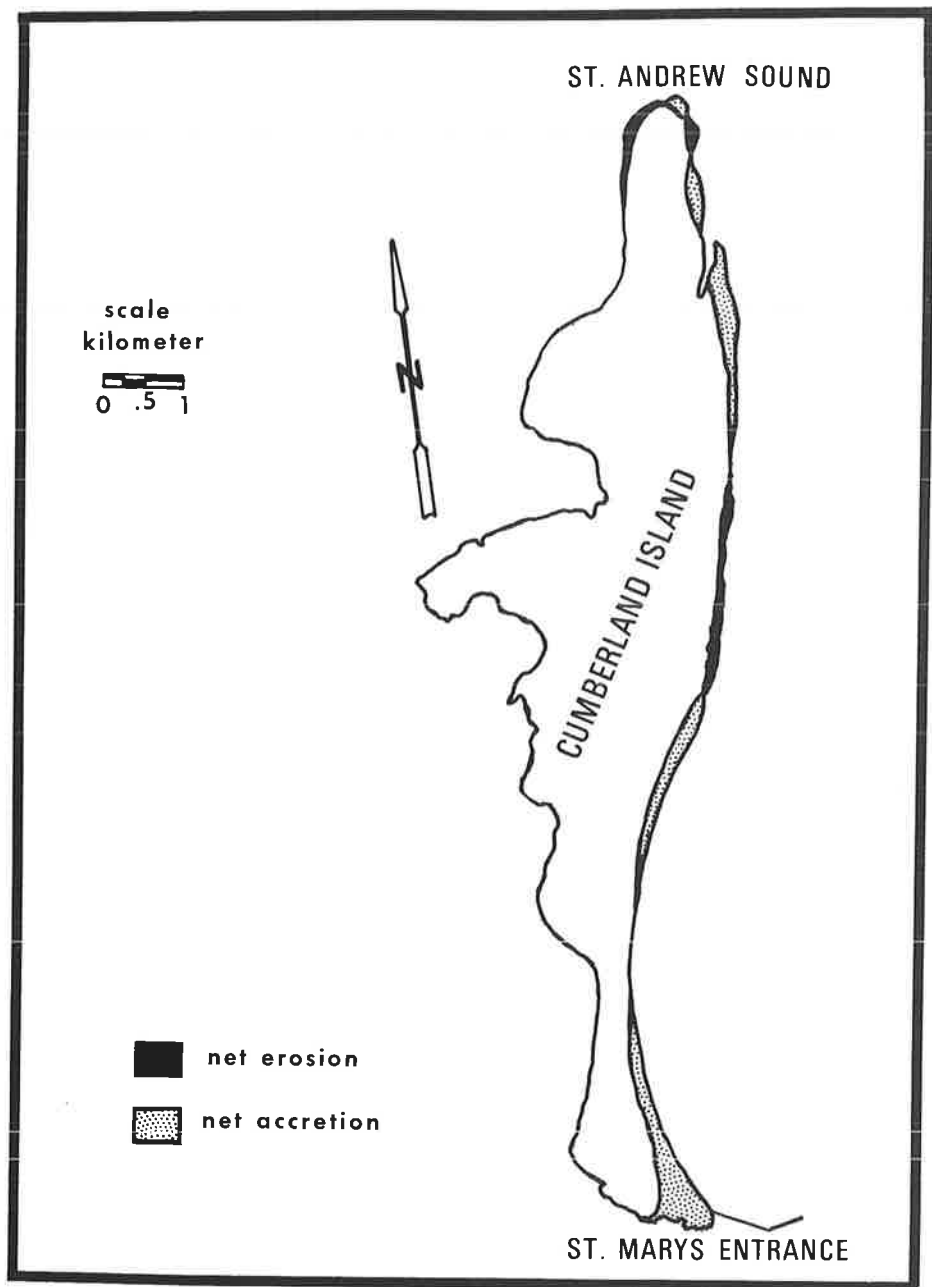 ST. ANDREW SOUND
scale
kilometer
0 .5 1
N
CUMBERLAND ISLAND
net erosion
net accretion
ST. MARYS ENTRANCE